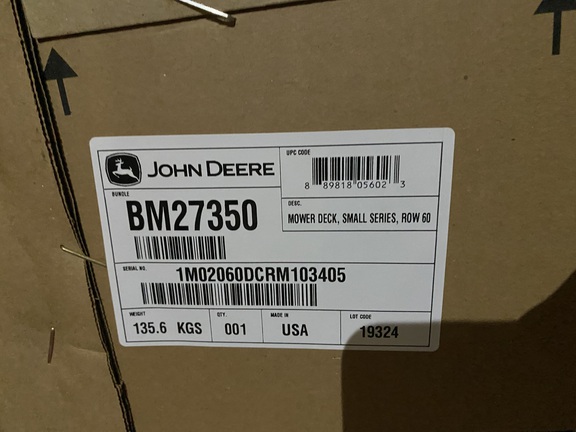 JOHN DEERE
UPC CODE
8 89818 05602 3
BUNDLE
BM27350
DESC.
MOWER DECK, SMALL SERIES, ROW 60
SERIAL NO.
1M02060DCRM103405
WEIGHT
135.6 KGS
QTY.
001
MADE IN
USA
LOT CODE
19324